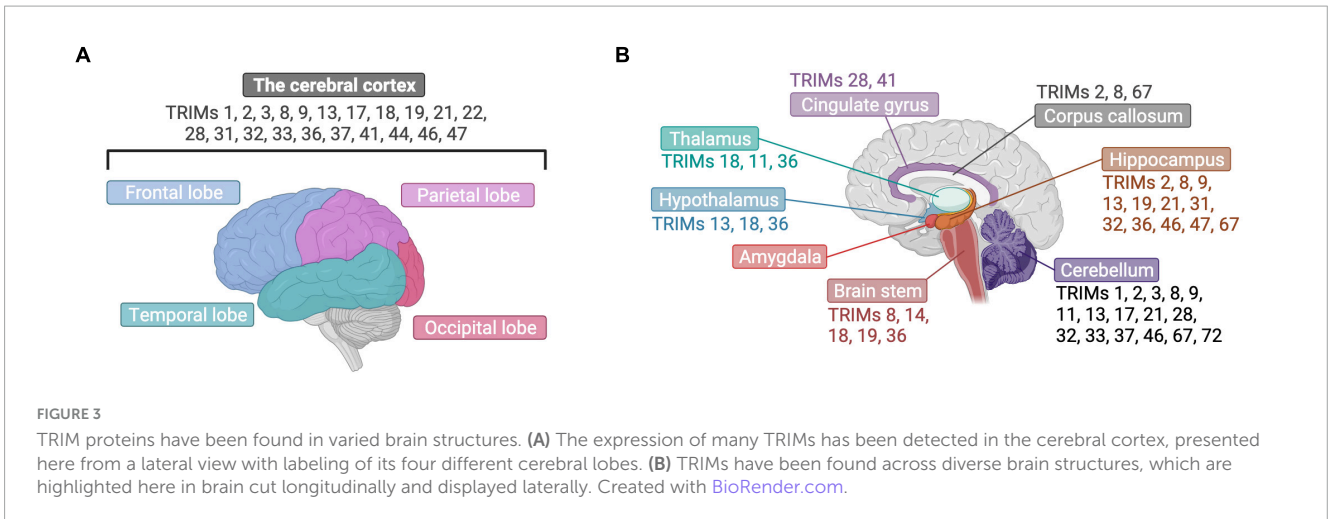 A
The cerebral cortex
TRIMs 1, 2, 3, 8, 9, 13, 17, 18, 19, 21, 22,
28, 31, 32, 33, 36, 37, 41, 44, 46, 47
Frontal lobe
Parietal lobe
Temporal lobe
Occipital lobe
B
TRIMs 28, 41
Cingulate gyrus
TRIMs 2, 8, 67
Corpus callosum
Thalamus
TRIMs 18, 11, 36
Hypothalamus
TRIMs 13, 18, 36
Amygdala
Brain stem
TRIMs 8, 14,
18, 19, 36
Hippocampus
TRIMs 2, 8, 9,
13, 19, 21, 31,
32, 36, 46, 47, 67
Cerebellum
TRIMs 1, 2, 3, 8, 9,
11, 13, 17, 21, 28,
32, 33, 37, 46, 67, 72
FIGURE 3
TRIM proteins have been found in varied brain structures. (A) The expression of many TRIMs has been detected in the cerebral cortex, presented
here from a lateral view with labeling of its four different cerebral lobes. (B) TRIMs have been found across diverse brain structures, which are
highlighted here in brain cut longitudinally and displayed laterally. Created with BioRender.com.